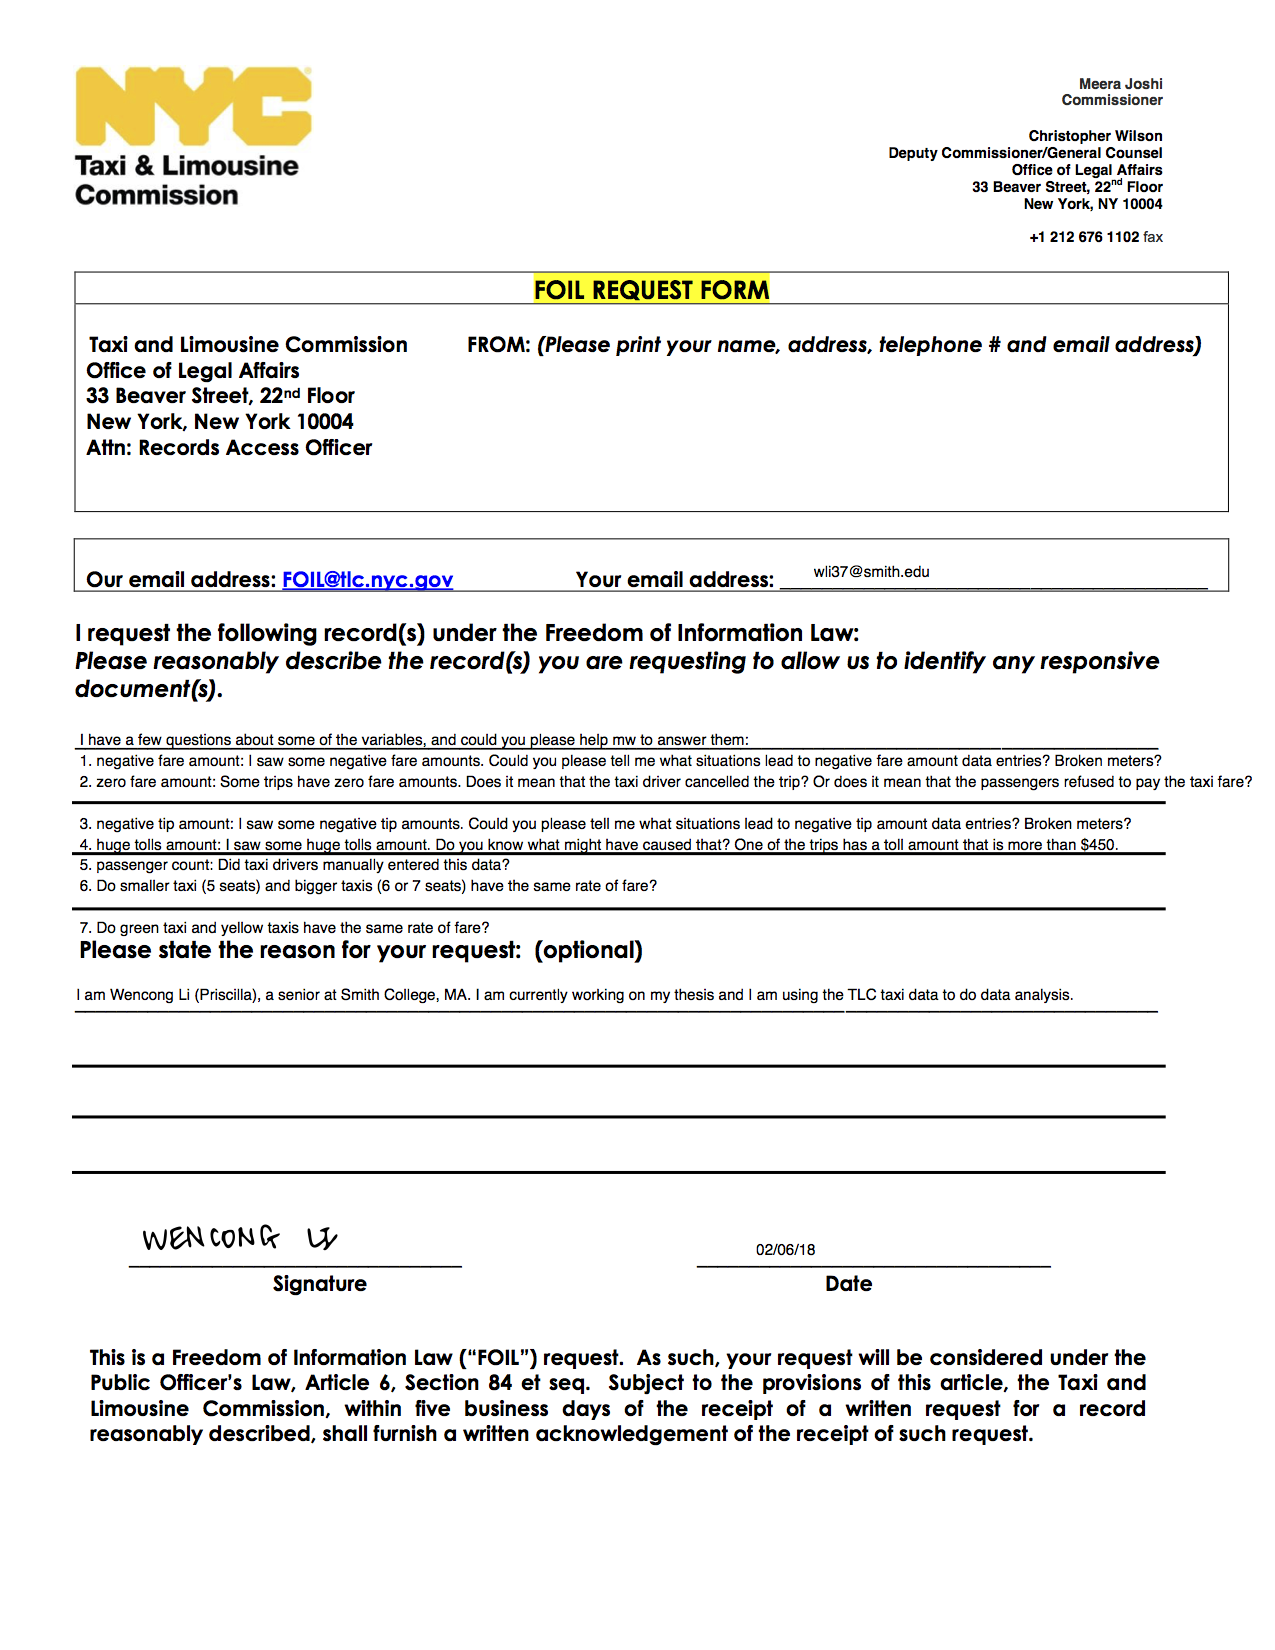 NYC
Taxi & Limousine
Commission
Meera Joshi
Commissioner
Christopher Wilson
Deputy Commissioner/General Counsel
Office of Legal Affairs
33 Beaver Street, 22nd Floor
New York, NY 10004
+1 212 676 1102 fax
FOIL REQUEST FORM
Taxi and Limousine Commission
Office of Legal Affairs
33 Beaver Street, 22nd Floor
New York, New York 10004
Attn: Records Access Officer
FROM: (Please print your name, address, telephone # and email address)
Our email address: FOIL@tlc.nyc.gov Your email address: wli37@smith.edu
I request the following record(s) under the Freedom of Information Law:
Please reasonably describe the record(s) you are requesting to allow us to identify any responsive
document(s).
I have a few questions about some of the variables, and could you please help mw to answer them:
1. negative fare amount: I saw some negative fare amounts. Could you please tell me what situations lead to negative fare amount data entries? Broken meters?
2. zero fare amount: Some trips have zero fare amounts. Does it mean that the taxi driver cancelled the trip? Or does it mean that the passengers refused to pay the taxi fare?
3. negative tip amount: I saw some negative tip amounts. Could you please tell me what situations lead to negative tip amount data entries? Broken meters?
4. huge tolls amount: I saw some huge tolls amount. Do you know what might have caused that? One of the trips has a toll amount that is more than $450.
5. passenger count: Did taxi drivers manually entered this data?
6. Do smaller taxi (5 seats) and bigger taxis (6 or 7 seats) have the same rate of fare?
7. Do green taxi and yellow taxis have the same rate of fare?
Please state the reason for your request: (optional)
I am Wencong Li (Priscilla), a senior at Smith College, MA. I am currently working on my thesis and I am using the TLC taxi data to do data analysis.
WENCONG LI
02/06/18
Signature
Date
This is a Freedom of Information Law (“FOIL”) request. As such, your request will be considered under the
Public Officer’s Law, Article 6, Section 84 et seq. Subject to the provisions of this article, the Taxi and
Limousine Commission, within five business days of the receipt of a written request for a record
reasonably described, shall furnish a written acknowledgement of the receipt of such request.